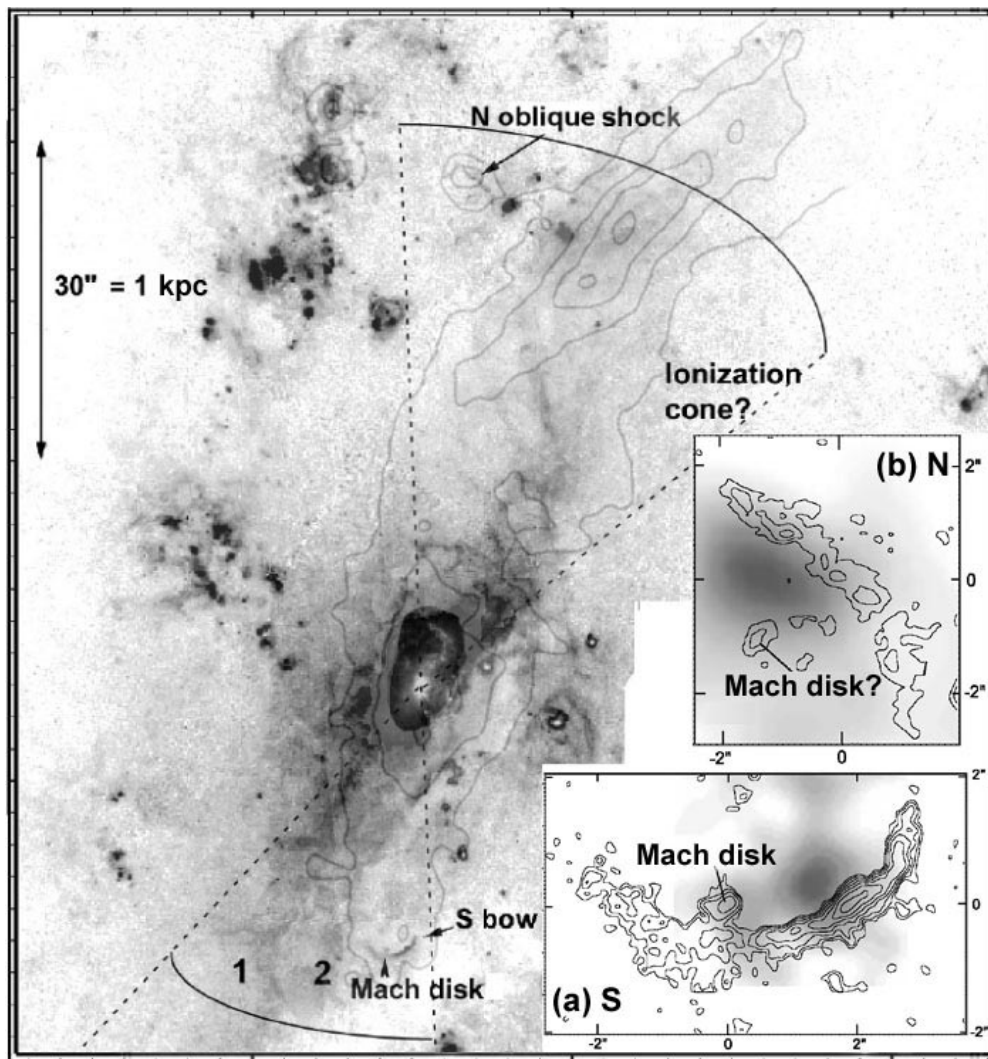 N oblique shock
30" = 1 kpc
Ionization
cone?
(b) N
2"
0
-2"
Mach disk?
-2"
0
(a) S
2"
0
-2"
Mach disk
-2"
0
2"
S bow
1
2
Mach disk